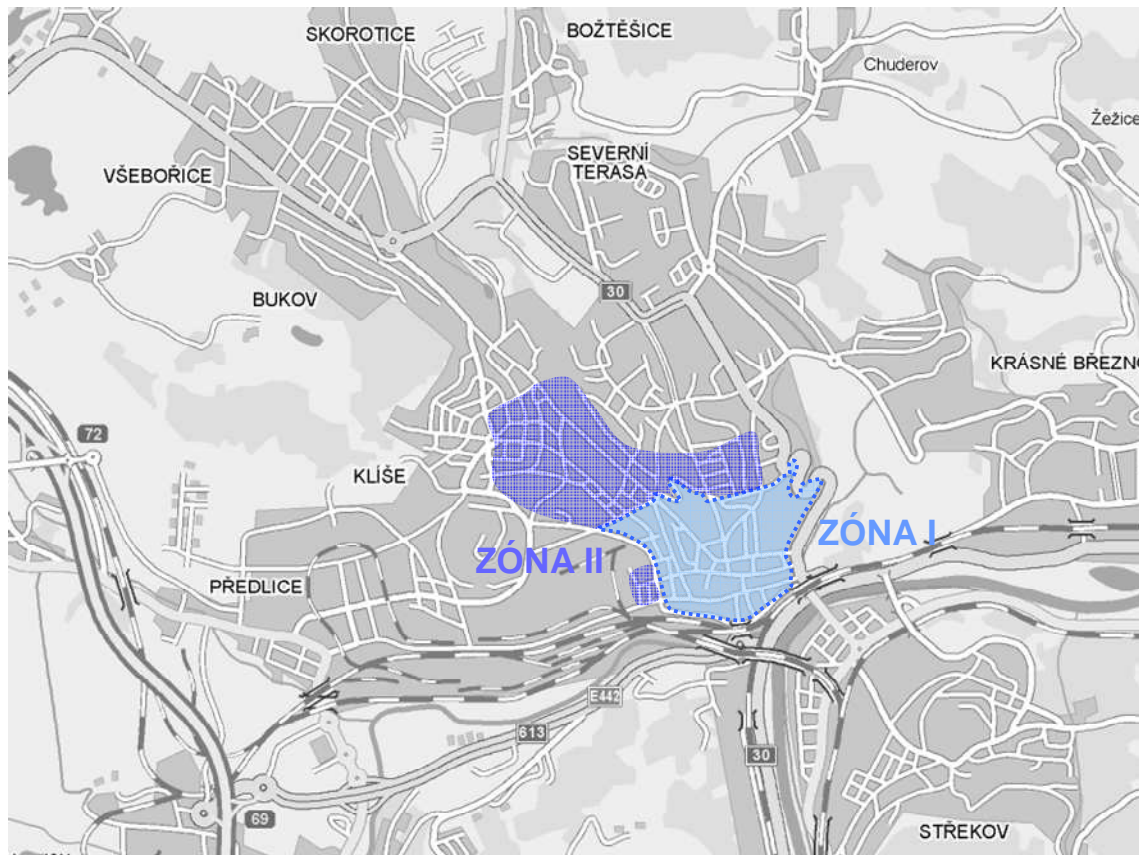 SKOROTICE
BOŽTĚŠICE
Chuderov
Žežice
SEVERNÍ
TERASA
VŠEBOŘICE
30
BUKOV
KRÁSNÉ BŘEZNO
72
KLÍŠE
ZÓNA I
ZÓNA II
PŘEDLICE
E442
613
30
69
STŘEKOV